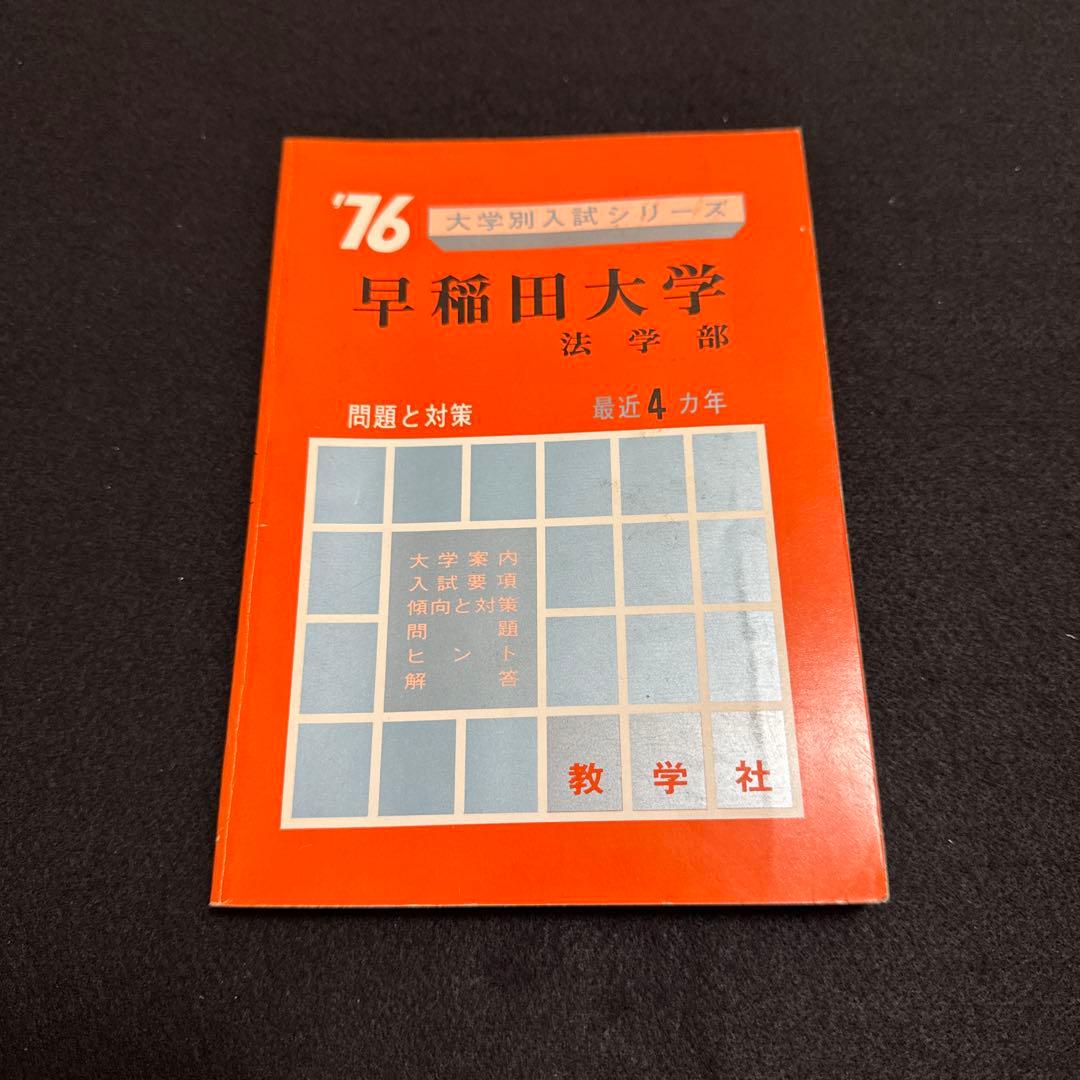 '76 大学別入試シリーズ
早稲田大学
法学部
問題と対策 最近4カ年
大学案内
入試要項
傾向と対策
問題
ヒント
解答
教学社